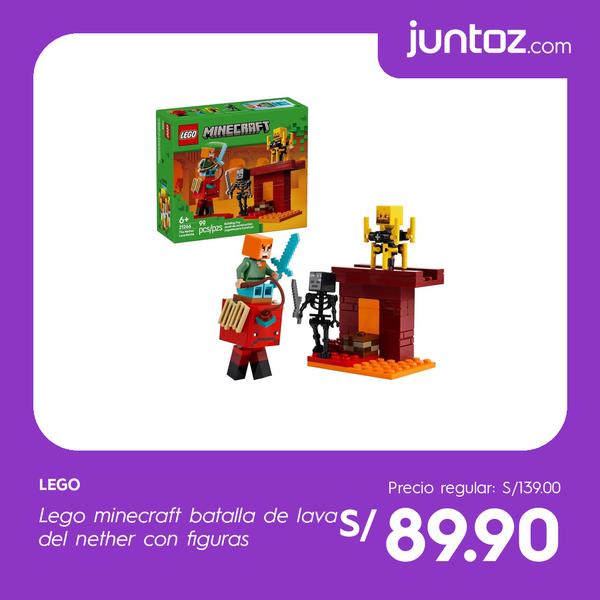 juntoz.com
LEGO MINECRAFT
6+
21266
99
pcs/pzs
LEGO
Precio regular: S/139.00
Lego minecraft batalla de lava
del nether con figuras
S/ 89.90